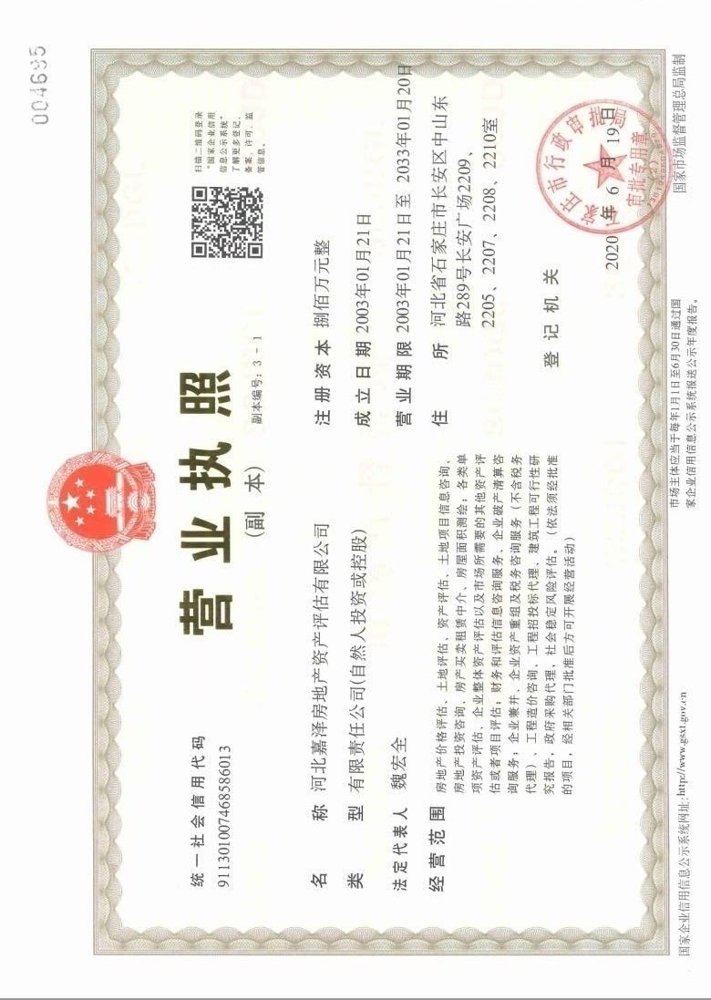 004695
营业执照
(副 本)
副本编号：3－1
统一社会信用代码
911301007468586013
扫描二维码登录
“国家企业信用
信息公示系统”
了解更多登记、
备案、许可、监
管信息。
名 称 河北嘉泽房地产资产评估有限公司
类 型 有限责任公司(自然人投资或控股)
法定代表人 魏宏全
经营范围 房地产价格评估、土地评估、资产评估、土地项目信息咨询、
房地产投资咨询、房产买卖租赁中介、房屋面积测绘；各类单
项资产评估、企业整体资产评估以及市场所需要的其他资产评
估或者项目评估；财务和评估信息咨询服务、企业破产清算咨
询服务；企业兼并、企业资产重组及税务咨询服务（不含税务
代理）、工程造价咨询、工程招投标代理、建筑工程可行性研
究报告，政府采购代理，社会稳定风险评估。（依法须经批准
的项目，经相关部门批准后方可开展经营活动）
注册资本 捌佰万元整
成立日期 2003年01月21日
营业期限 2003年01月21日至 2033年01月20日
住 所 河北省石家庄市长安区中山东
路289号长安广场2209、
2205、2207、2208、2210室
登记机关
家庄市行政审批局
审批专用章
2020年 6 月 19 日
国家企业信用信息公示系统网址：http://www.gsxt.gov.cn
市场主体应当于每年1月1日至6月30日通过国
家企业信用信息公示系统报送公示年度报告。
国家市场监督管理总局监制